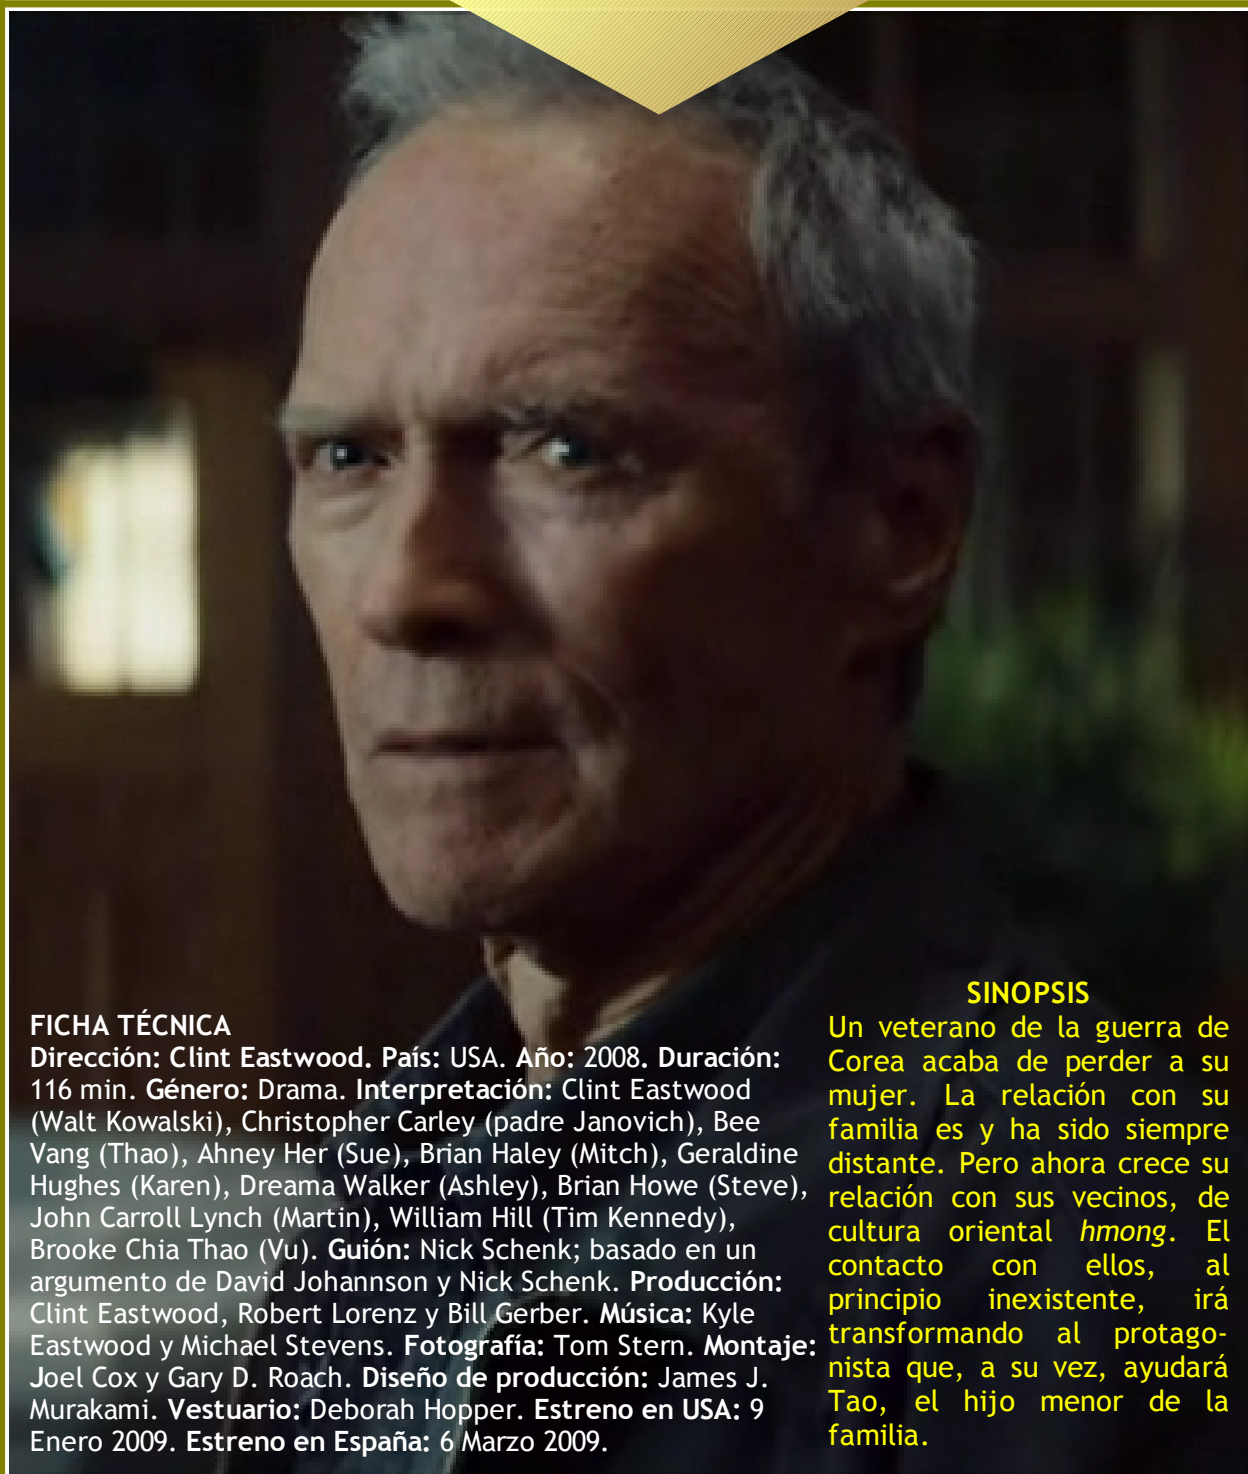 FICHA TÉCNICA
Dirección: Clint Eastwood. País: USA. Año: 2008. Duración:
116 min. Género: Drama. Interpretación: Clint Eastwood
(Walt Kowalski), Christopher Carley (padre Janovich), Bee
Vang (Thao), Ahney Her (Sue), Brian Haley (Mitch), Geraldine
Hughes (Karen), Dreama Walker (Ashley), Brian Howe (Steve),
John Carroll Lynch (Martin), William Hill (Tim Kennedy),
Brooke Chia Thao (Vu). Guión: Nick Schenk; basado en un
argumento de David Johannson y Nick Schenk. Producción:
Clint Eastwood, Robert Lorenz y Bill Gerber. Música: Kyle
Eastwood y Michael Stevens. Fotografía: Tom Stern. Montaje:
Joel Cox y Gary D. Roach. Diseño de producción: James J.
Murakami. Vestuario: Deborah Hopper. Estreno en USA: 9
Enero 2009. Estreno en España: 6 Marzo 2009.
SINOPSIS
Un veterano de la guerra de
Corea acaba de perder a su
mujer. La relación con su
familia es y ha sido siempre
distante. Pero ahora crece su
relación con sus vecinos, de
cultura oriental hmong. El
contacto con ellos, al
principio inexistente, irá
transformando al protago-
nista que, a su vez, ayudará
Tao, el hijo menor de la
familia.